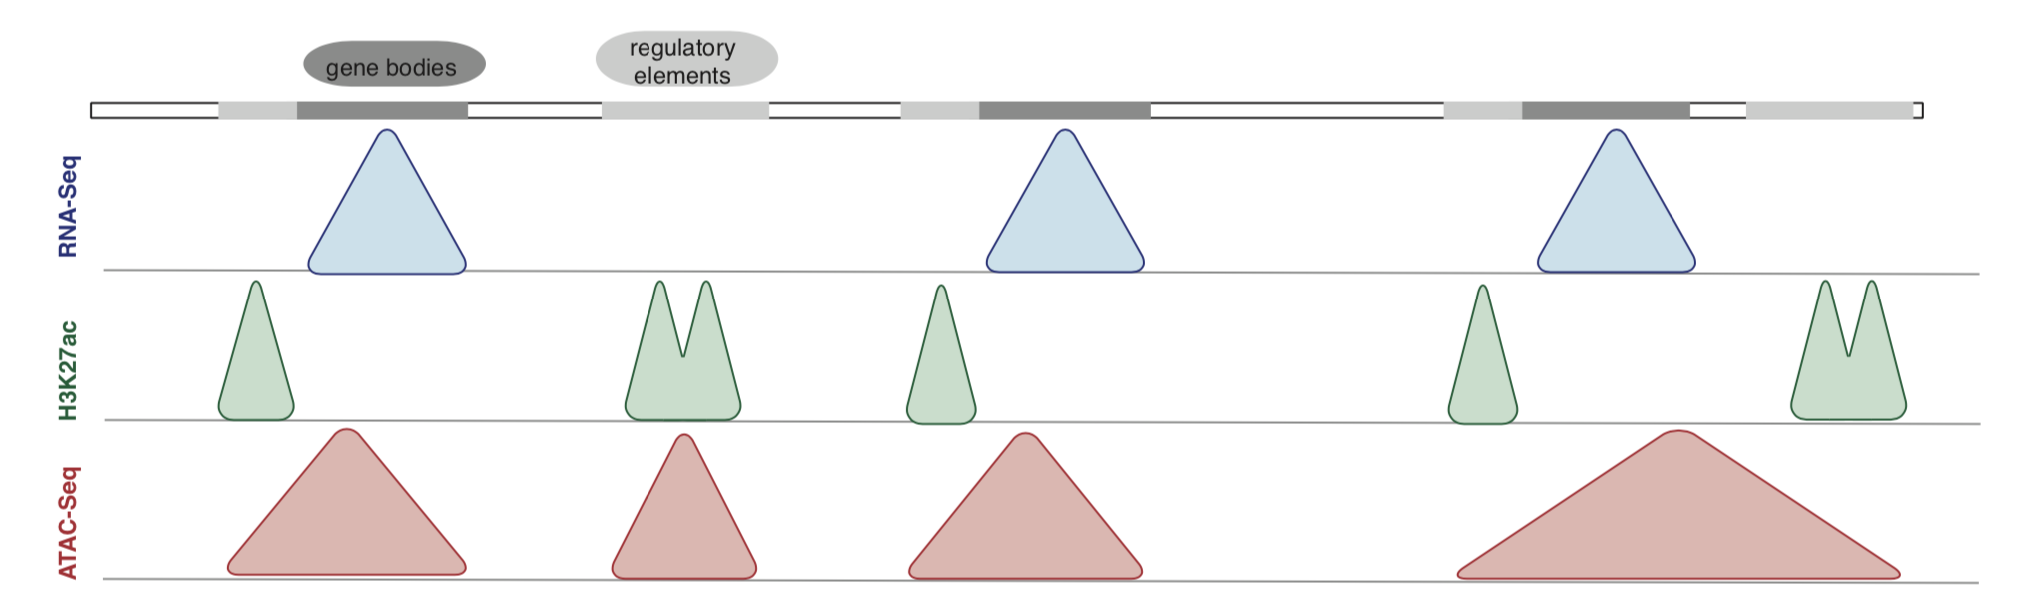 gene bodies
regulatory
elements
RNA-Seq
H3K27ac
ATAC-Seq